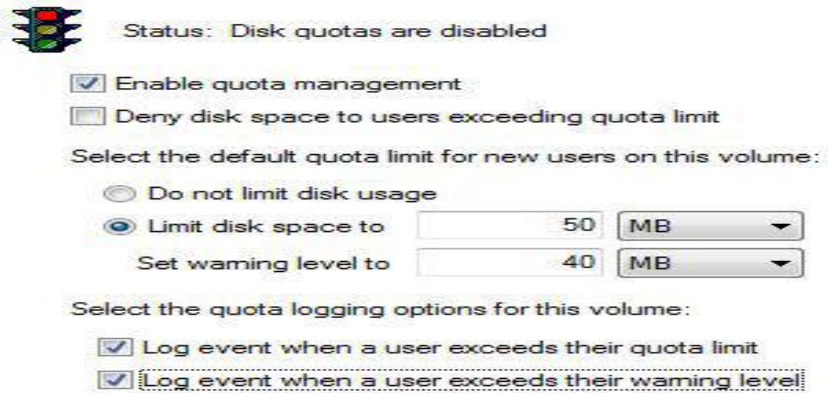 Status: Disk quotas are disabled
Enable quota management
Deny disk space to users exceeding quota limit
Select the default quota limit for new users on this volume:
Do not limit disk usage
Limit disk space to 50 MB
Set warning level to 40 MB
Select the quota logging options for this volume:
Log event when a user exceeds their quota limit
Log event when a user exceeds their warning level